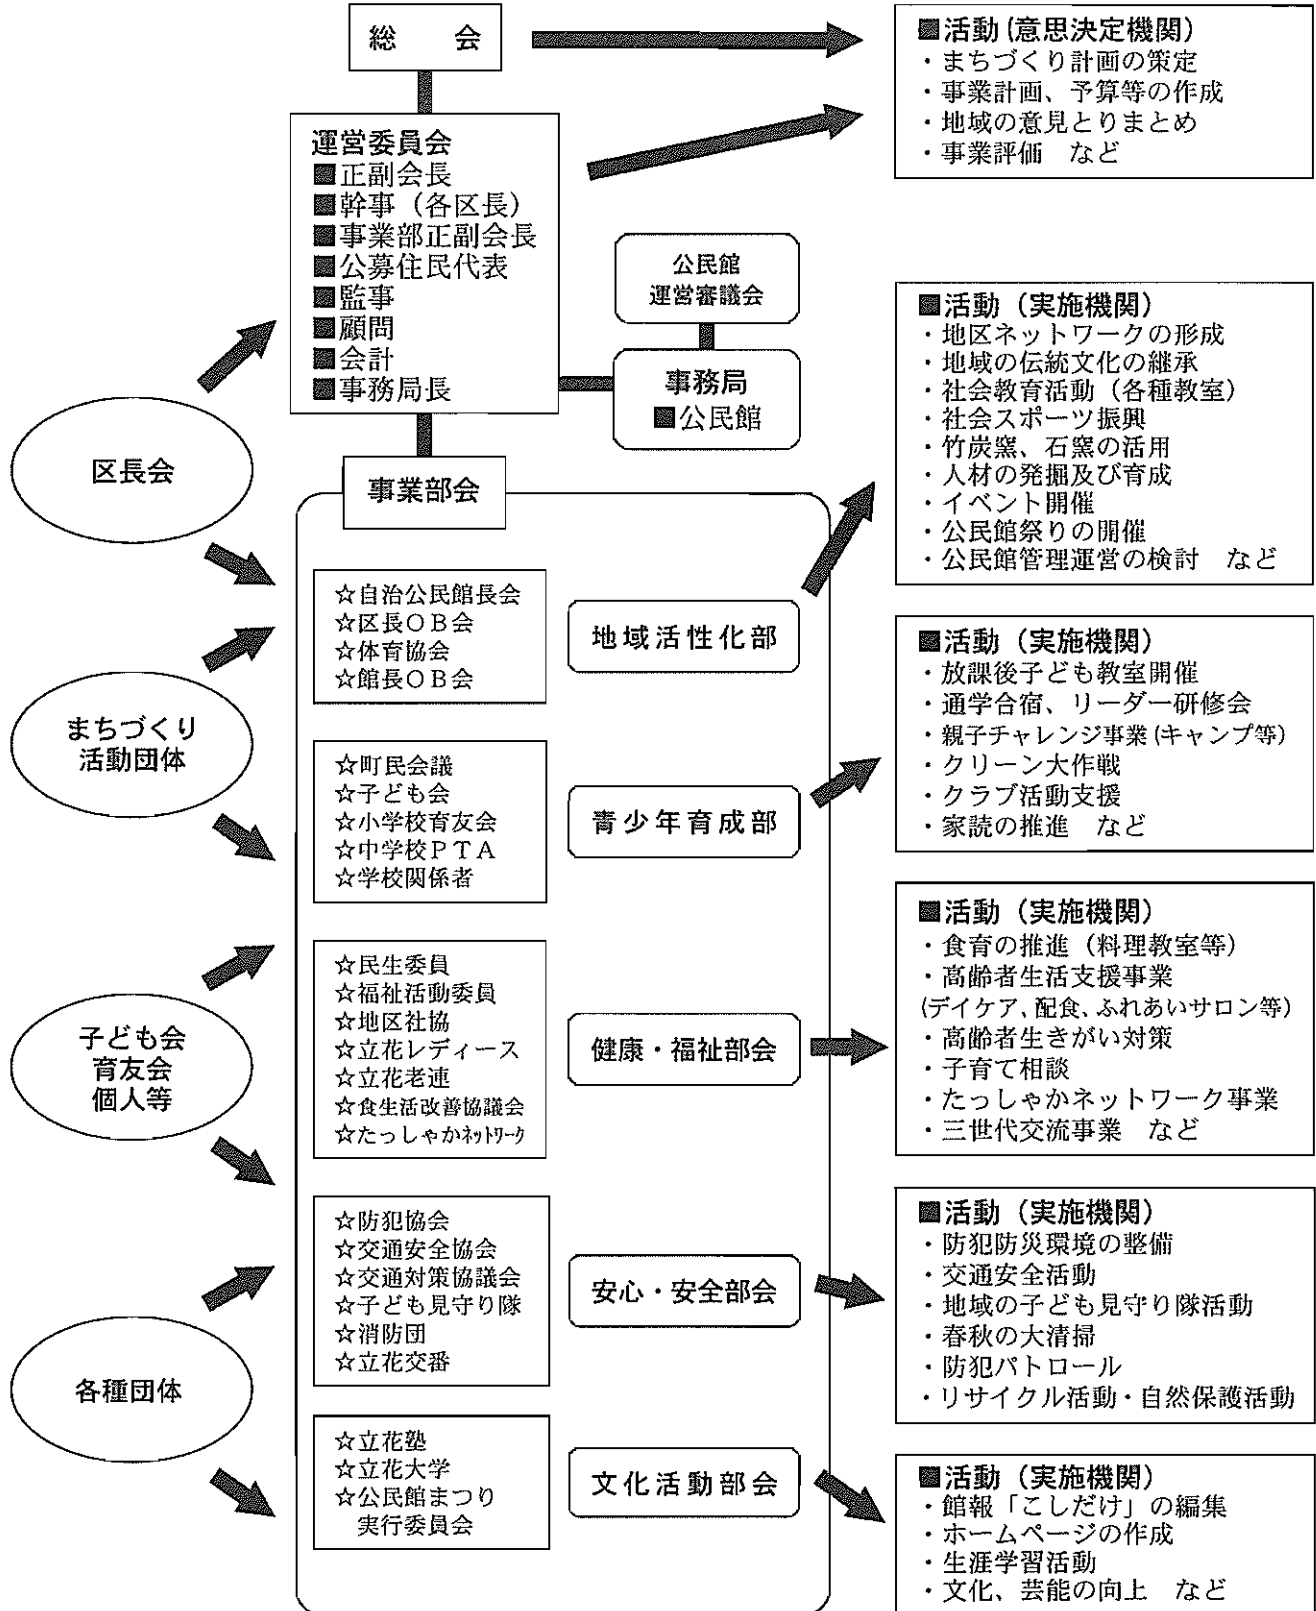 総　会
■活動(意思決定機関)
・まちづくり計画の策定
・事業計画、予算等の作成
・地域の意見とりまとめ
・事業評価　など
運営委員会
■正副会長
■幹事（各区長）
■事業部正副会長
■公募住民代表
■監事
■顧問
■会計
■事務局長
公民館
運営審議会
事務局
■公民館
■活動（実施機関）
・地区ネットワークの形成
・地域の伝統文化の継承
・社会教育活動（各種教室）
・社会スポーツ振興
・竹炭窯、石窯の活用
・人材の発掘及び育成
・イベント開催
・公民館祭りの開催
・公民館管理運営の検討　など
区長会
まちづくり
活動団体
子ども会
育友会
個人等
各種団体
事業部会
☆自治公民館長会
☆区長ＯＢ会
☆体育協会
☆館長ＯＢ会
地域活性化部
■活動（実施機関）
・放課後子ども教室開催
・通学合宿、リーダー研修会
・親子チャレンジ事業(キャンプ等)
・クリーン大作戦
・クラブ活動支援
・家読の推進　など
☆町民会議
☆子ども会
☆小学校育友会
☆中学校ＰＴＡ
☆学校関係者
青少年育成部
■活動（実施機関）
・食育の推進（料理教室等）
・高齢者生活支援事業
(デイケア、配食、ふれあいサロン等)
・高齢者生きがい対策
・子育て相談
・たっしゃかネットワーク事業
・三世代交流事業　など
☆民生委員
☆福祉活動委員
☆地区社協
☆立花レディース
☆立花老連
☆食生活改善協議会
☆たっしゃかネットワーク
健康・福祉部会
■活動（実施機関）
・防犯防災環境の整備
・交通安全活動
・地域の子ども見守り隊活動
・春秋の大清掃
・防犯パトロール
・リサイクル活動・自然保護活動
☆防犯協会
☆交通安全協会
☆交通対策協議会
☆子ども見守り隊
☆消防団
☆立花交番
安心・安全部会
☆立花塾
☆立花大学
☆公民館まつり
実行委員会
文化活動部会
■活動（実施機関）
・館報「こしだけ」の編集
・ホームページの作成
・生涯学習活動
・文化、芸能の向上　など